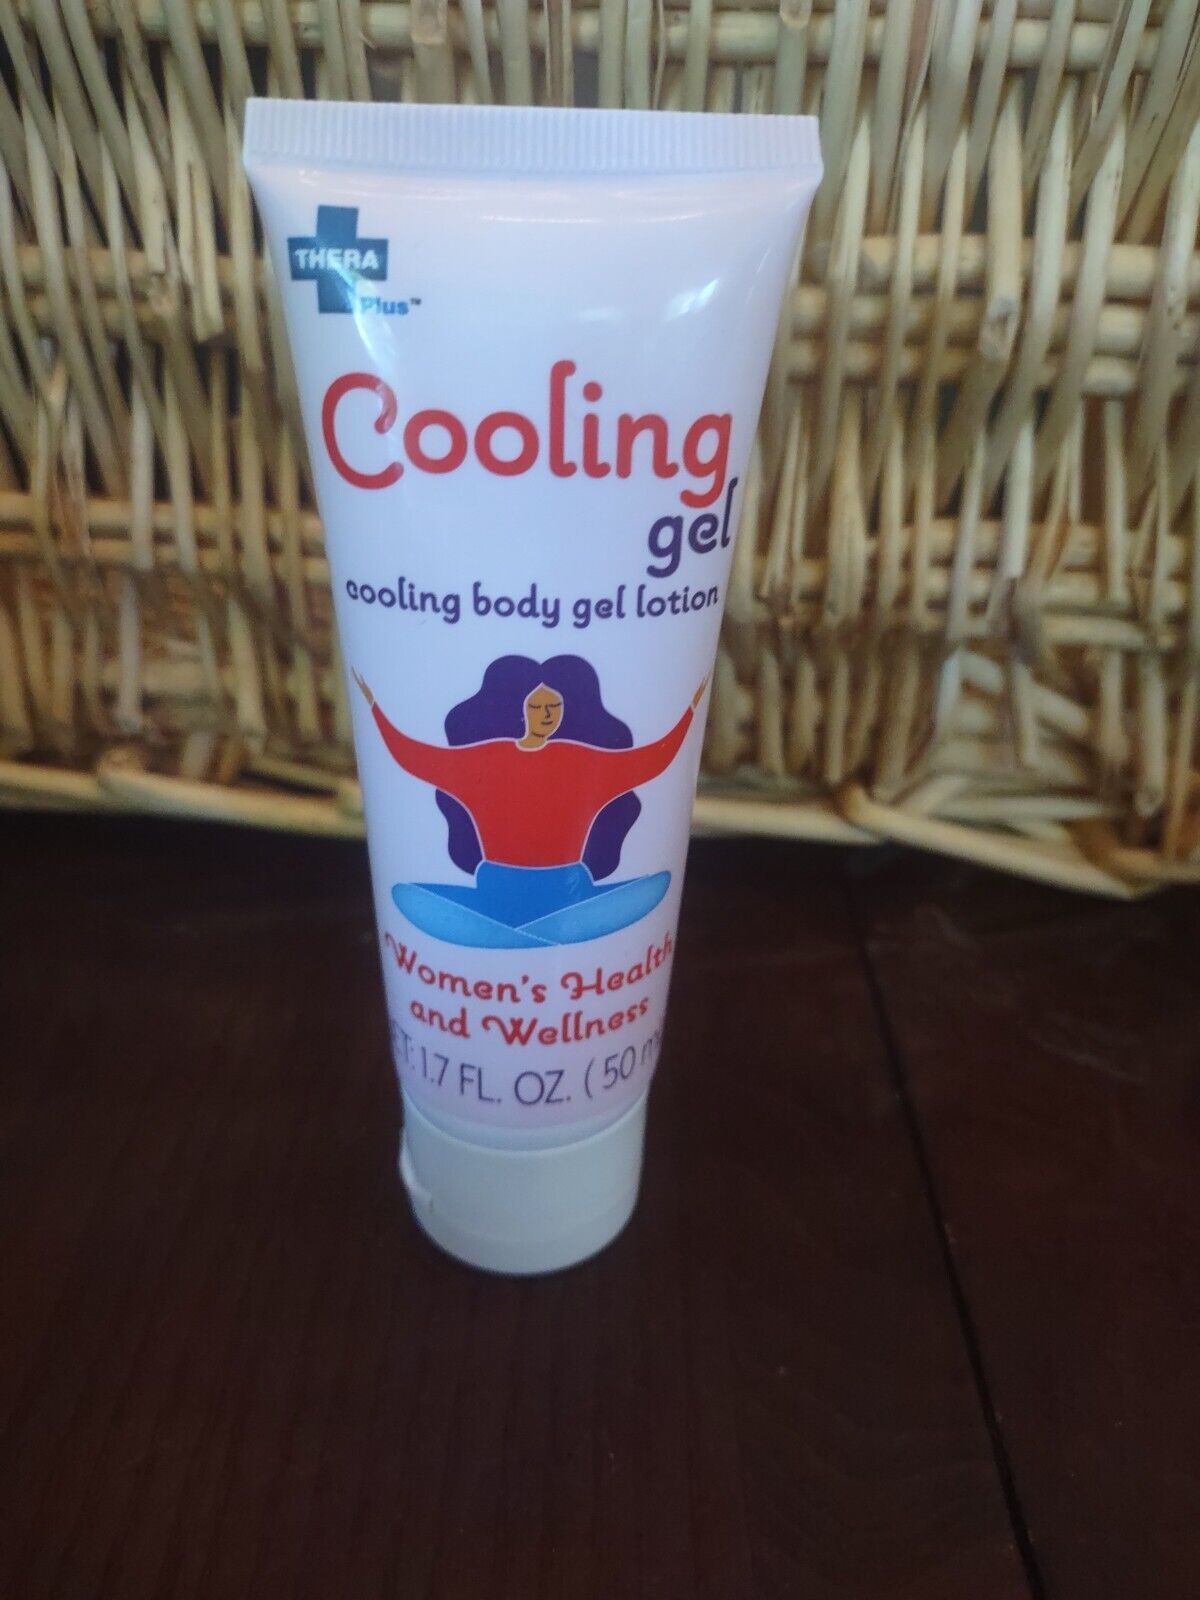 THERA
Plus™
Cooling
gel
cooling body gel lotion
Women's Health
and Wellness
1.7 FL. OZ. ( 50